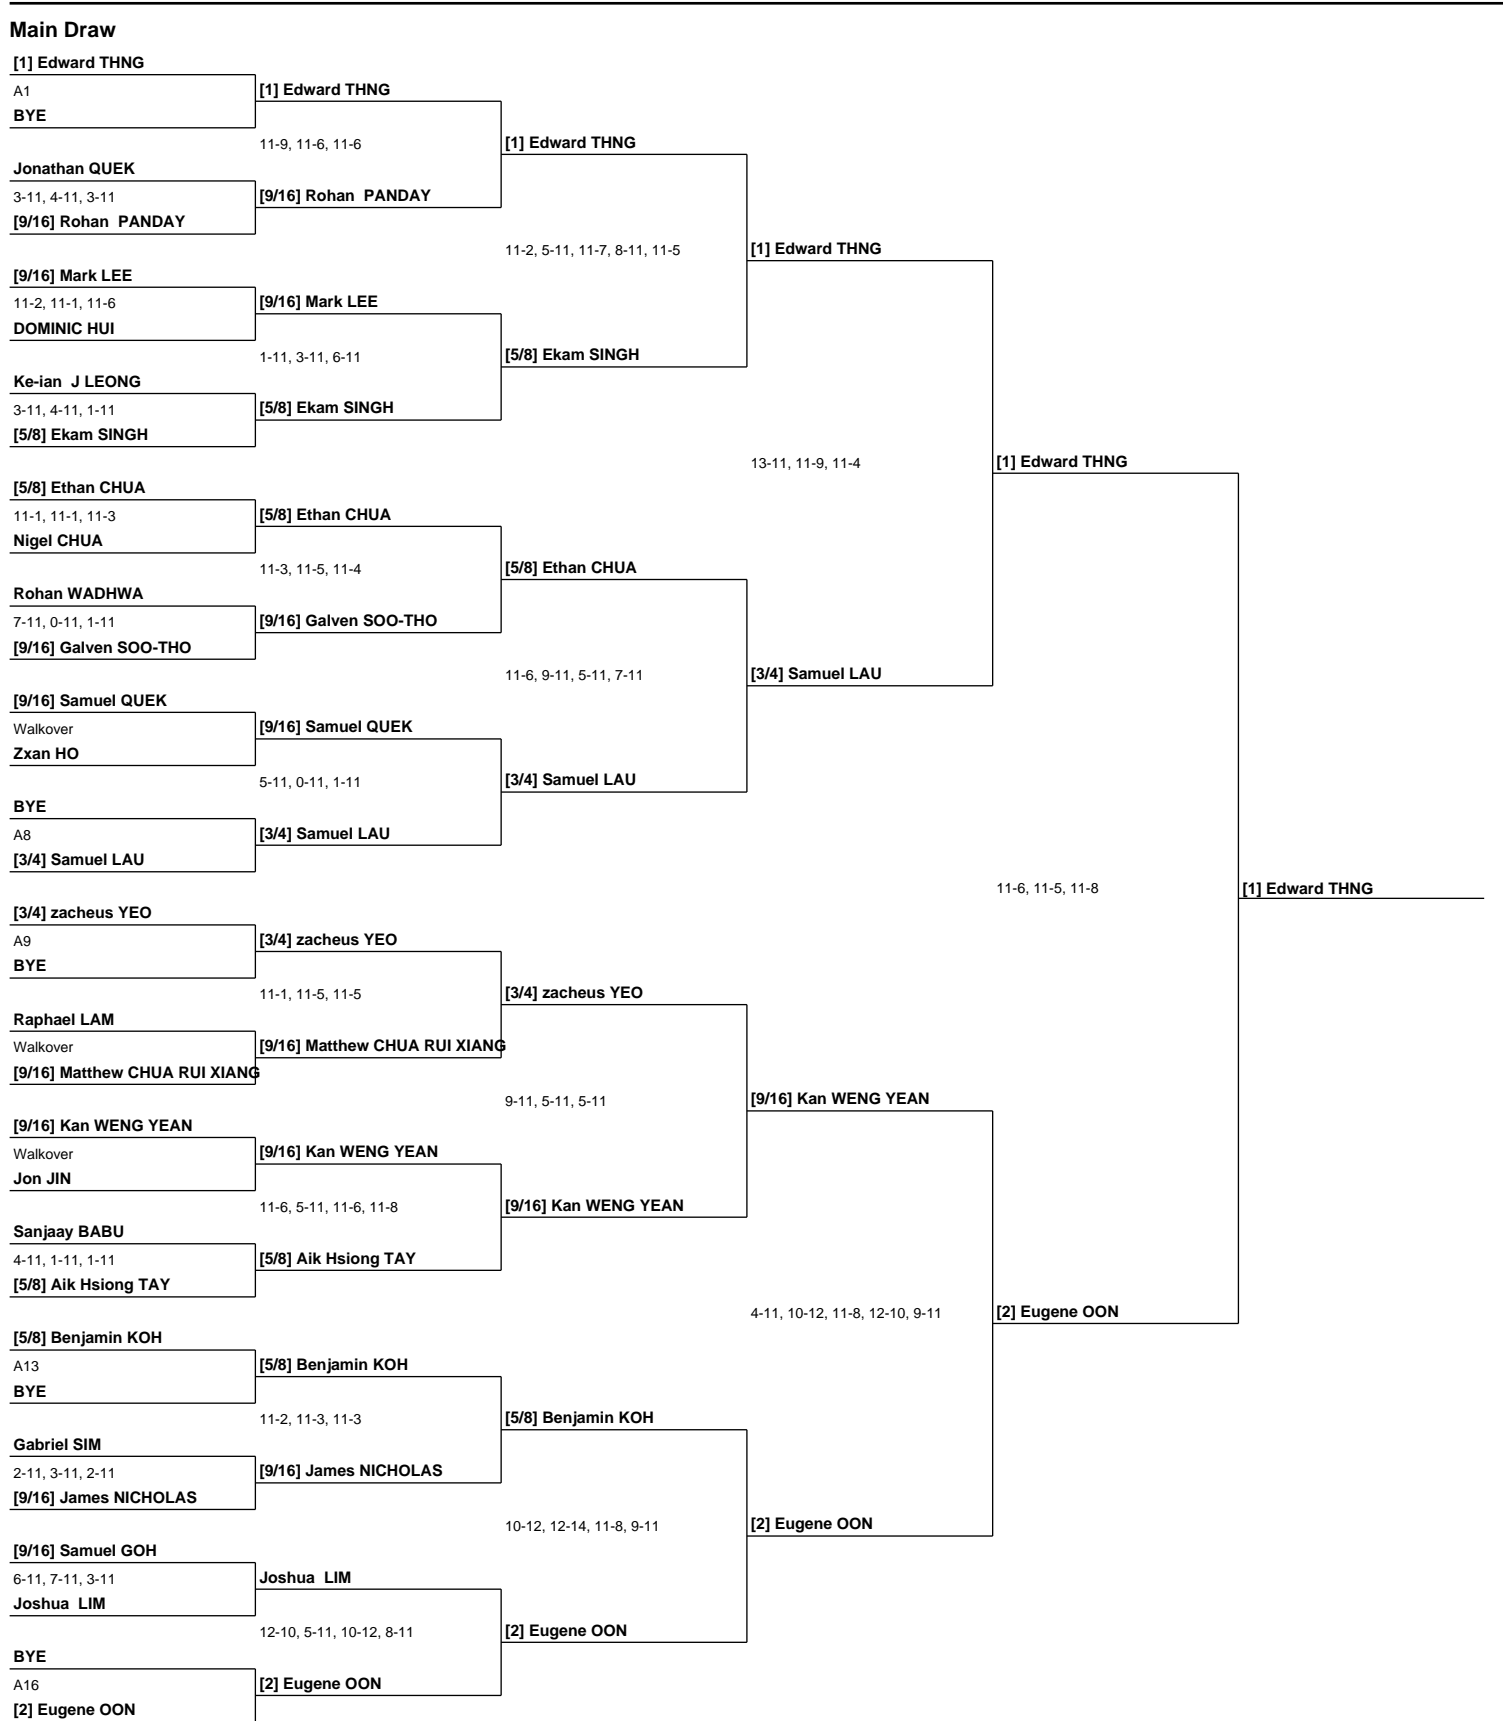 Main Draw
[1] Edward THNG
A1
BYE
Jonathan QUEK
3-11, 4-11, 3-11
[9/16] Rohan PANDAY
[9/16] Mark LEE
11-2, 11-1, 11-6
DOMINIC HUI
Ke-ian J LEONG
3-11, 4-11, 1-11
[5/8] Ekam SINGH
[5/8] Ethan CHUA
11-1, 11-1, 11-3
Nigel CHUA
Rohan WADHWA
7-11, 0-11, 1-11
[9/16] Galven SOO-THO
[9/16] Samuel QUEK
Walkover
Zxan HO
BYE
A8
[3/4] Samuel LAU
[3/4] zacheus YEO
A9
BYE
Raphael LAM
Walkover
[9/16] Matthew CHUA RUI XIANG
[9/16] Kan WENG YEAN
Walkover
Jon JIN
Sanjaay BABU
4-11, 1-11, 1-11
[5/8] Aik Hsiong TAY
[5/8] Benjamin KOH
A13
BYE
Gabriel SIM
2-11, 3-11, 2-11
[9/16] James NICHOLAS
[9/16] Samuel GOH
6-11, 7-11, 3-11
Joshua LIM
BYE
A16
[2] Eugene OON
[1] Edward THNG
11-9, 11-6, 11-6
[9/16] Rohan PANDAY
[9/16] Mark LEE
1-11, 3-11, 6-11
[5/8] Ekam SINGH
[5/8] Ethan CHUA
11-3, 11-5, 11-4
[9/16] Galven SOO-THO
[9/16] Samuel QUEK
5-11, 0-11, 1-11
[3/4] Samuel LAU
[3/4] zacheus YEO
11-1, 11-5, 11-5
[9/16] Matthew CHUA RUI XIANG
[9/16] Kan WENG YEAN
11-6, 5-11, 11-6, 11-8
[5/8] Aik Hsiong TAY
[5/8] Benjamin KOH
11-2, 11-3, 11-3
[9/16] James NICHOLAS
Joshua LIM
12-10, 5-11, 10-12, 8-11
[2] Eugene OON
[1] Edward THNG
11-2, 5-11, 11-7, 8-11, 11-5
[5/8] Ekam SINGH
[5/8] Ethan CHUA
11-6, 9-11, 5-11, 7-11
[3/4] Samuel LAU
[3/4] zacheus YEO
9-11, 5-11, 5-11
[9/16] Kan WENG YEAN
[5/8] Benjamin KOH
10-12, 12-14, 11-8, 9-11
[2] Eugene OON
[1] Edward THNG
13-11, 11-9, 11-4
[3/4] Samuel LAU
[9/16] Kan WENG YEAN
4-11, 10-12, 11-8, 12-10, 9-11
[2] Eugene OON
[1] Edward THNG
11-6, 11-5, 11-8
[2] Eugene OON
[1] Edward THNG